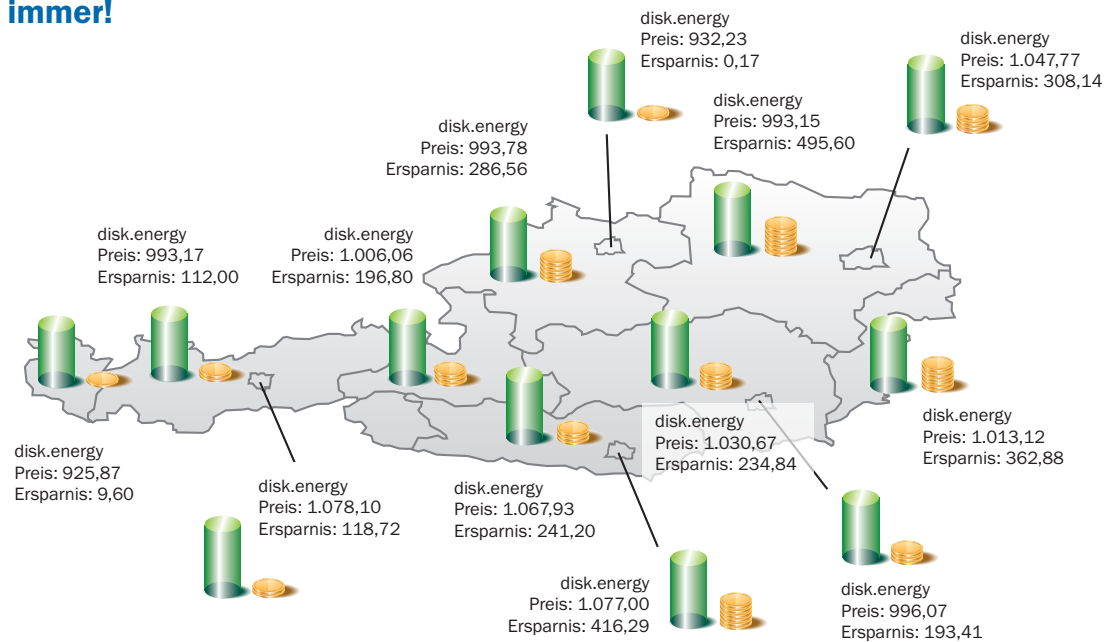 immer!
disk.energy
Preis: 932,23
Ersparnis: 0,17
disk.energy
Preis: 1.047,77
Ersparnis: 308,14
disk.energy
Preis: 993,15
Ersparnis: 495,60
disk.energy
Preis: 993,78
Ersparnis: 286,56
disk.energy
Preis: 993,17
Ersparnis: 112,00
disk.energy
Preis: 1.006,06
Ersparnis: 196,80
disk.energy
Preis: 925,87
Ersparnis: 9,60
disk.energy
Preis: 1.078,10
Ersparnis: 118,72
disk.energy
Preis: 1.067,93
Ersparnis: 241,20
disk.energy
Preis: 1.030,67
Ersparnis: 234,84
disk.energy
Preis: 1.013,12
Ersparnis: 362,88
disk.energy
Preis: 1.077,00
Ersparnis: 416,29
disk.energy
Preis: 996,07
Ersparnis: 193,41